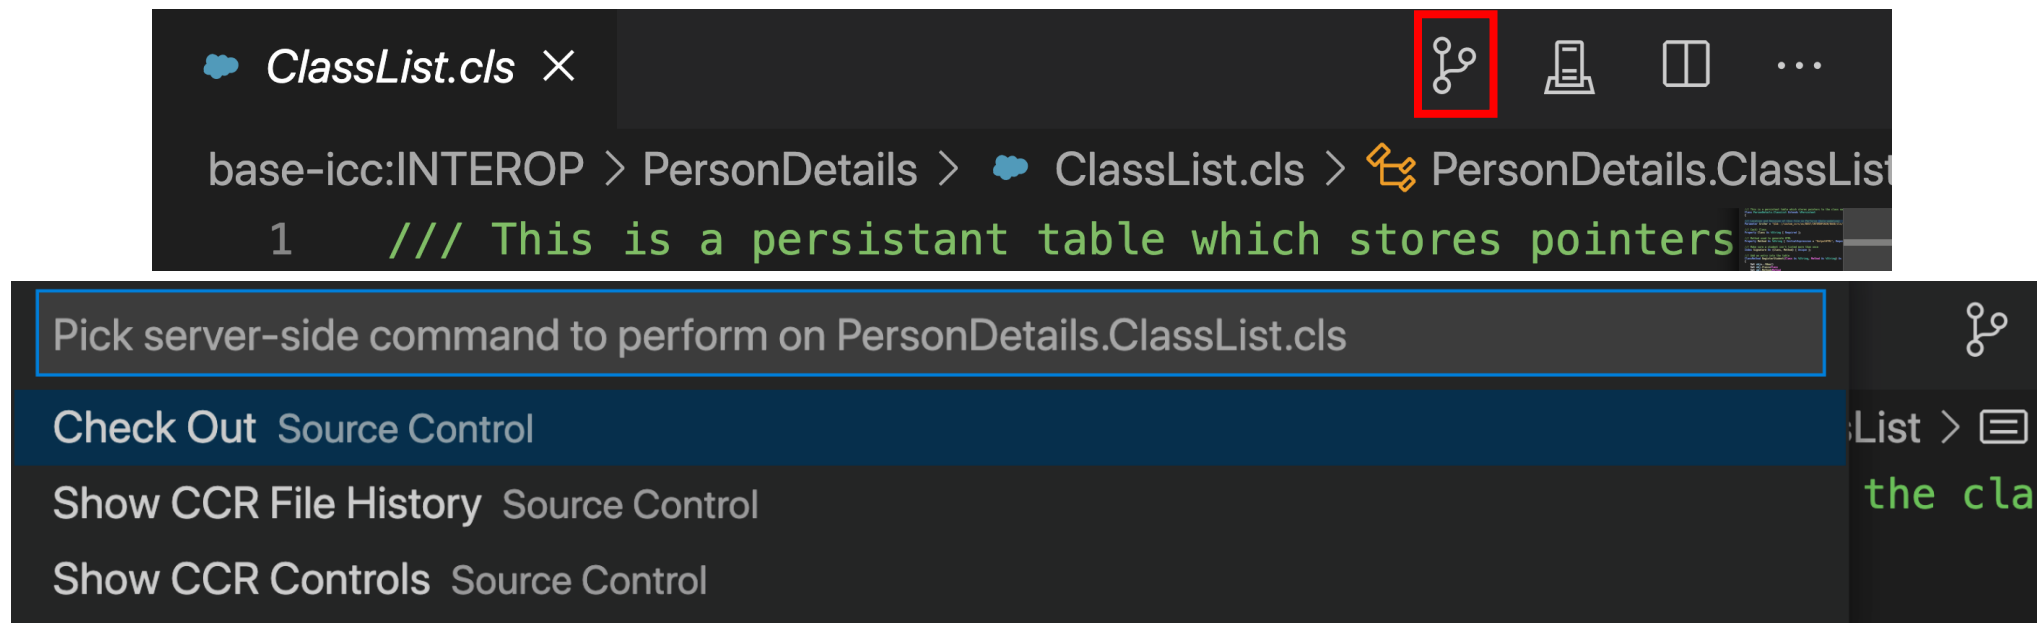 ClassList.cls
base-icc:INTEROP > PersonDetails > ClassList.cls > PersonDetails.ClassList
1 /// This is a persistant table which stores pointers
Pick server-side command to perform on PersonDetails.ClassList.cls
Check Out Source Control
sList >
Show CCR File History Source Control
the cla
Show CCR Controls Source Control